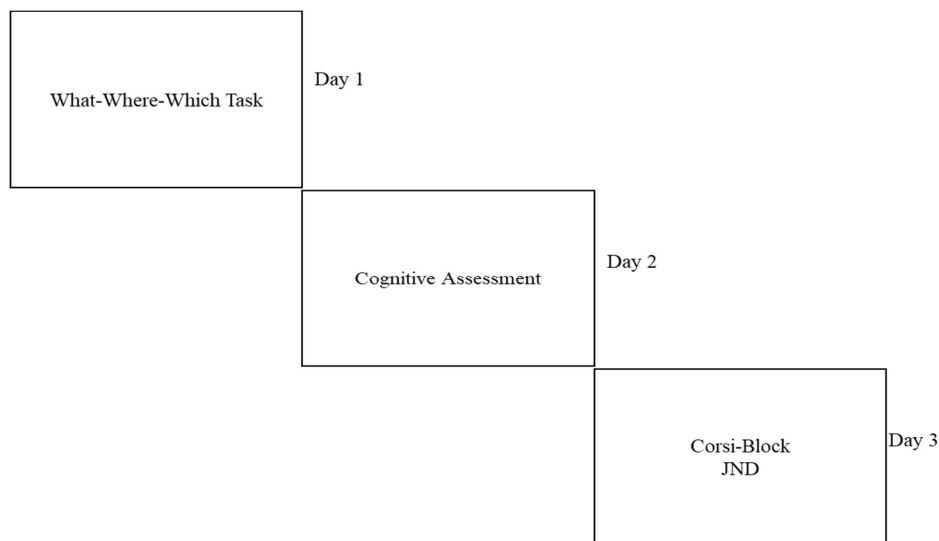 What-Where-Which Task
Day 1
Cognitive Assessment
Day 2
Corsi-Block
JND
Day 3